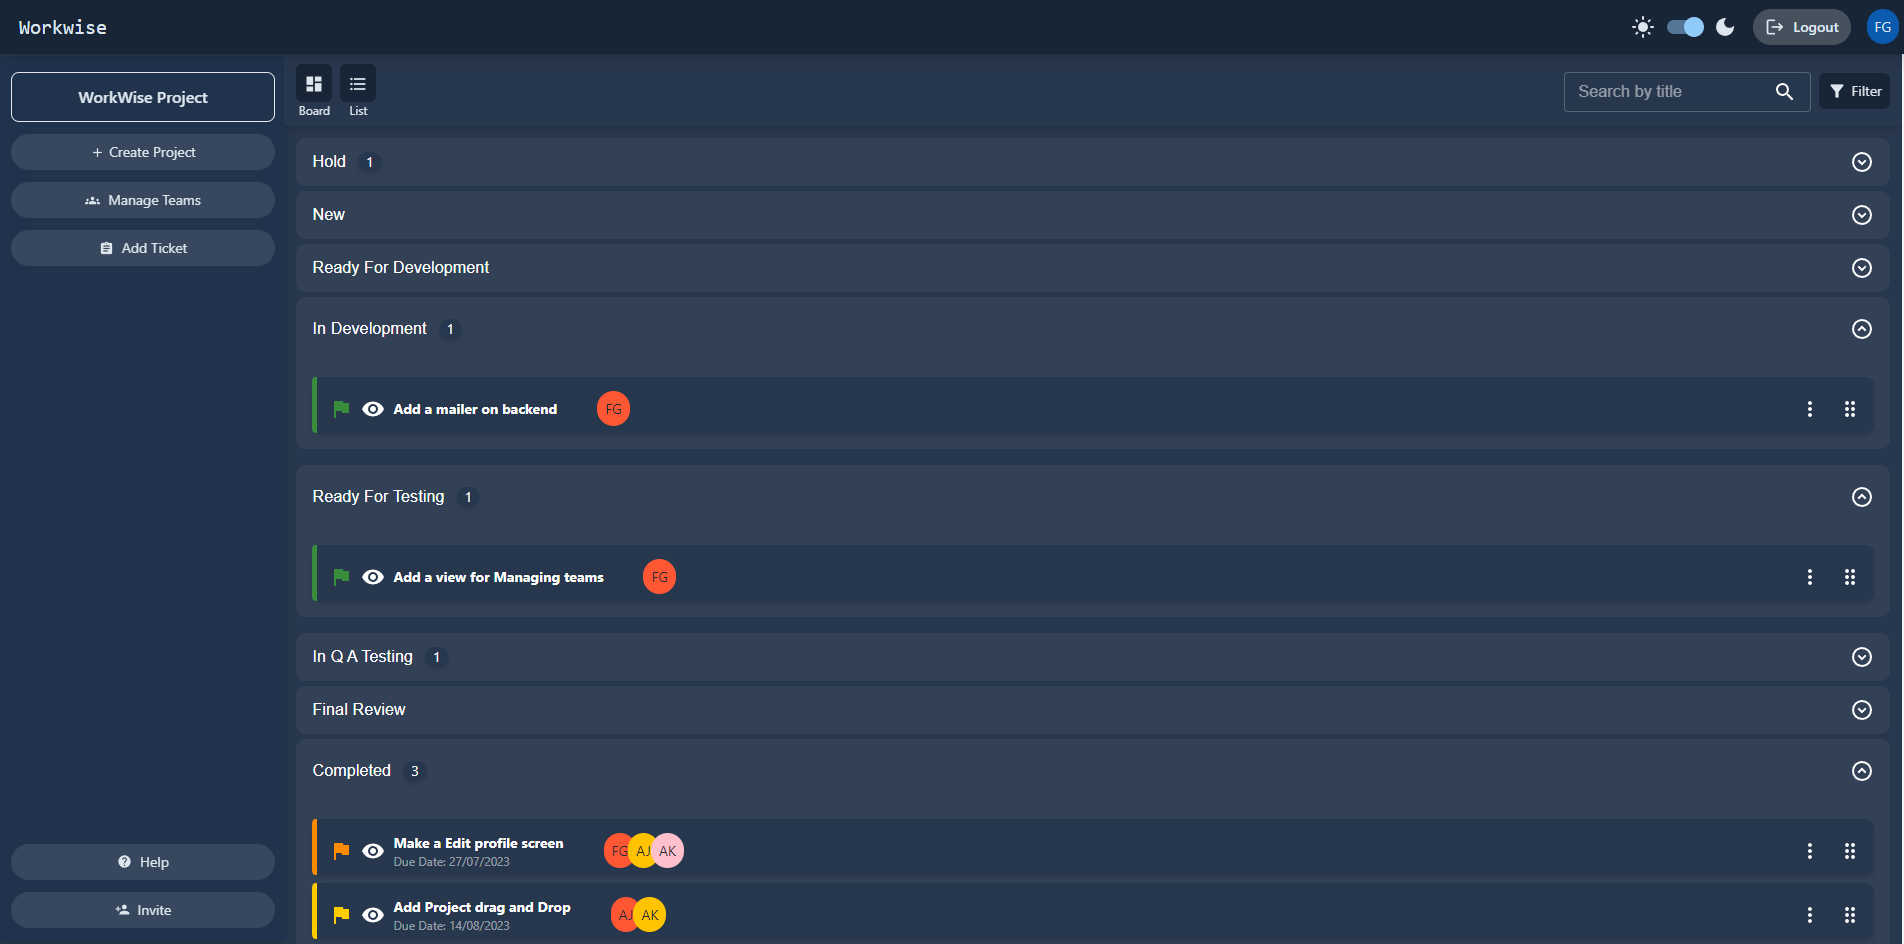 Workwise
Logout
FG
WorkWise Project
+ Create Project
Manage Teams
Add Ticket
Help
Invite
Board
List
Search by title
Filter
Hold 1
New
Ready For Development
In Development 1
Add a mailer on backend FG
Ready For Testing 1
Add a view for Managing teams FG
In Q A Testing 1
Final Review
Completed 3
Make a Edit profile screen FG AJ AK
Due Date: 27/07/2023
Add Project drag and Drop AJ AK
Due Date: 14/08/2023